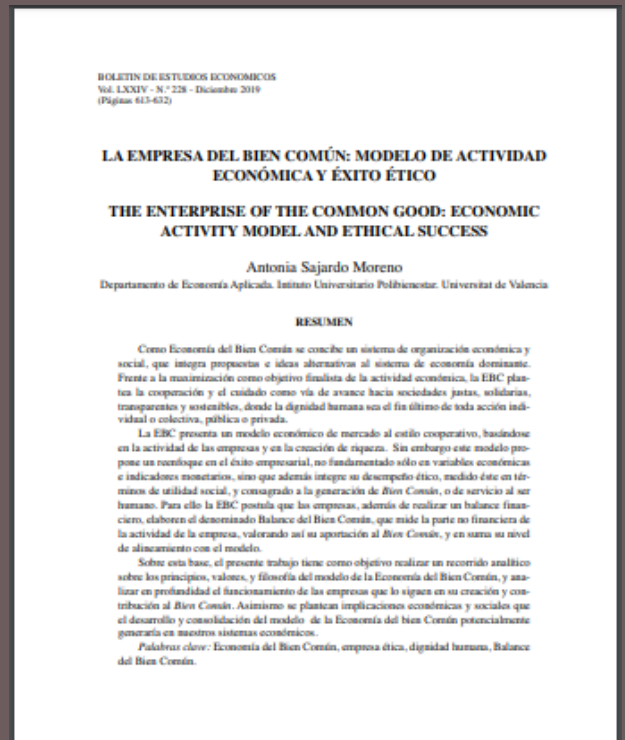 BOLETIN DE ESTUDIOS ECONOMICOS
Vol. LXXIV - N.º 228 - Diciembre 2019
(Páginas 613-632)
LA EMPRESA DEL BIEN COMÚN: MODELO DE ACTIVIDAD
ECONÓMICA Y ÉXITO ÉTICO
THE ENTERPRISE OF THE COMMON GOOD: ECONOMIC
ACTIVITY MODEL AND ETHICAL SUCCESS
Antonia Sajardo Moreno
Departamento de Economía Aplicada. Intituto Universitario Polibienestar. Universitat de Valencia
RESUMEN
Como Economía del Bien Común se concibe un sistema de organización económica y
social, que integra propuestas e ideas alternativas al sistema de economía dominante.
Frente a la maximización como objetivo finalista de la actividad económica, la EBC plan-
tea la cooperación y el cuidado como vía de avance hacia sociedades justas, solidarias,
transparentes y sostenibles, donde la dignidad humana sea el fin último de toda acción indi-
vidual o colectiva, pública o privada.
La EBC presenta un modelo económico de mercado al estilo cooperativo, basándose
en la actividad de las empresas y en la creación de riqueza. Sin embargo este modelo pro-
pone un reenfoque en el éxito empresarial, no fundamentado sólo en variables económicas
e indicadores monetarios, sino que además integre su desempeño ético, medido éste en tér-
minos de utilidad social, y consagrado a la generación de Bien Común, o de servicio al ser
humano. Para ello la EBC postula que las empresas, además de realizar un balance finan-
ciero, elaboren el denominado Balance del Bien Común, que mide la parte no financiera de
la actividad de la empresa, valorando así su aportación al Bien Común, y en suma su nivel
de alineamiento con el modelo.
Sobre esta base, el presente trabajo tiene como objetivo realizar un recorrido analítico
sobre los principios, valores, y filosofía del modelo de la Economía del Bien Común, y ana-
lizar en profundidad el funcionamiento de las empresas que lo siguen en su creación y con-
tribución al Bien Común. Asimismo se plantean implicaciones económicas y sociales que
el desarrollo y consolidación del modelo de la Economía del bien Común potencialmente
generaría en nuestros sistemas económicos.
Palabras clave: Economía del Bien Común, empresa ética, dignidad humana, Balance
del Bien Común.